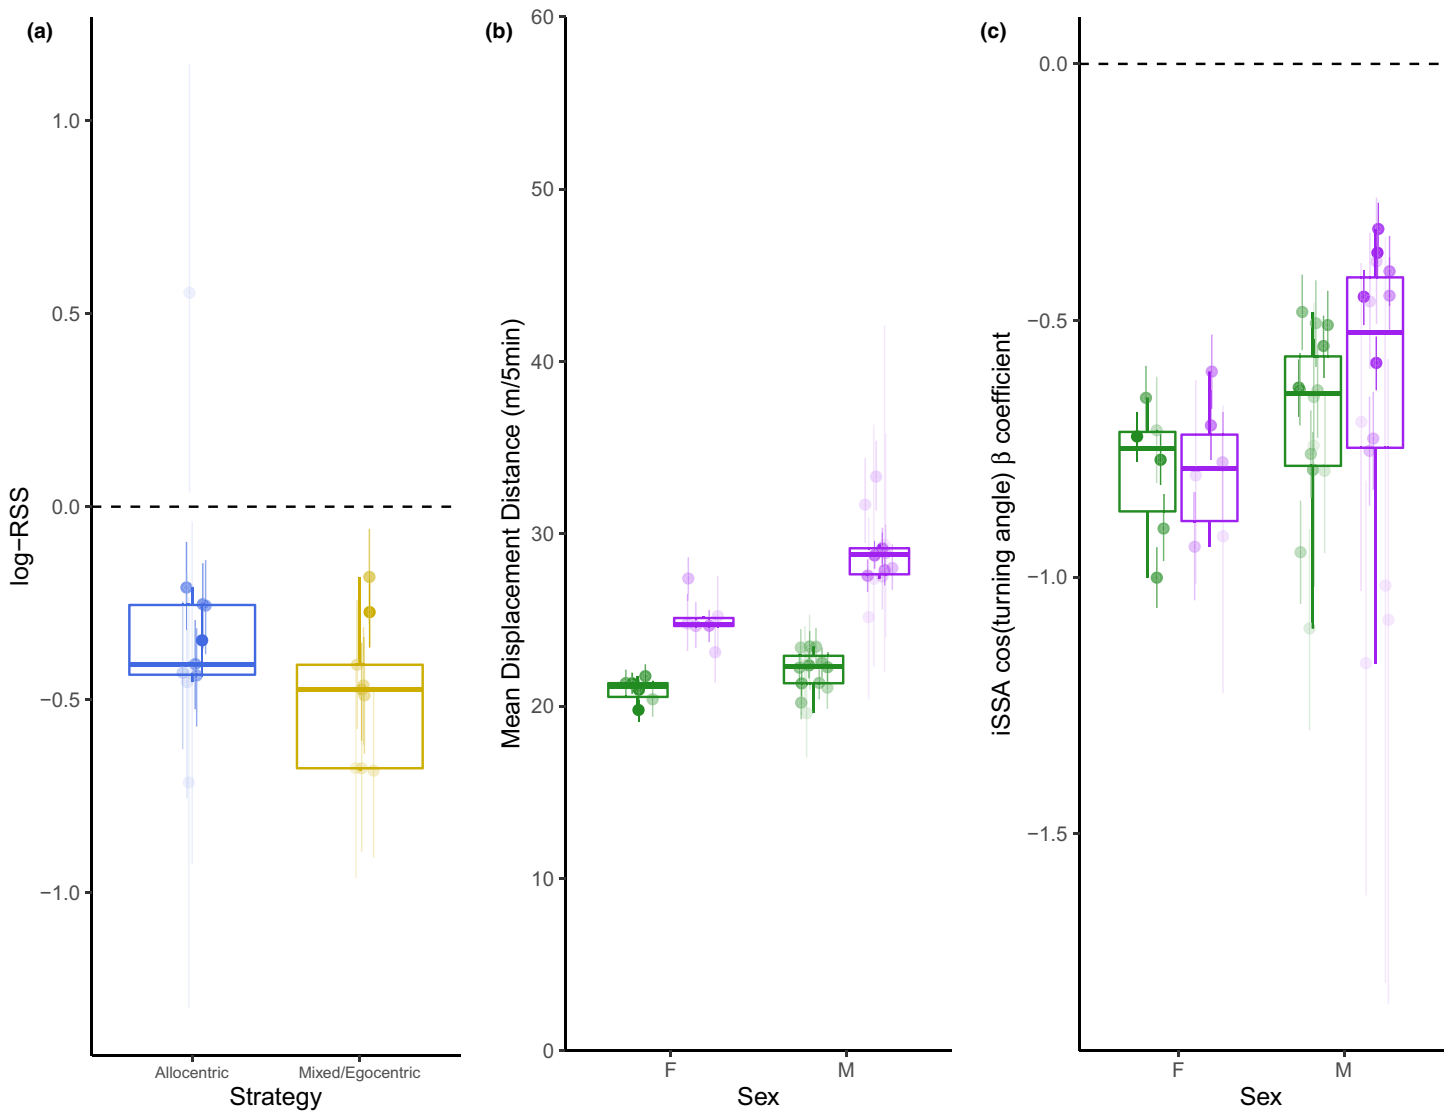 (a)
log−RSS
1.0
0.5
0.0
−0.5
−1.0
Allocentric
Mixed/Egocentric
Strategy
(b)
Mean Displacement Distance (m/5min)
60
50
40
30
20
10
0
F
M
Sex
(c)
iSSA cos(turning angle) β coefficient
0.0
−0.5
−1.0
−1.5
F
M
Sex